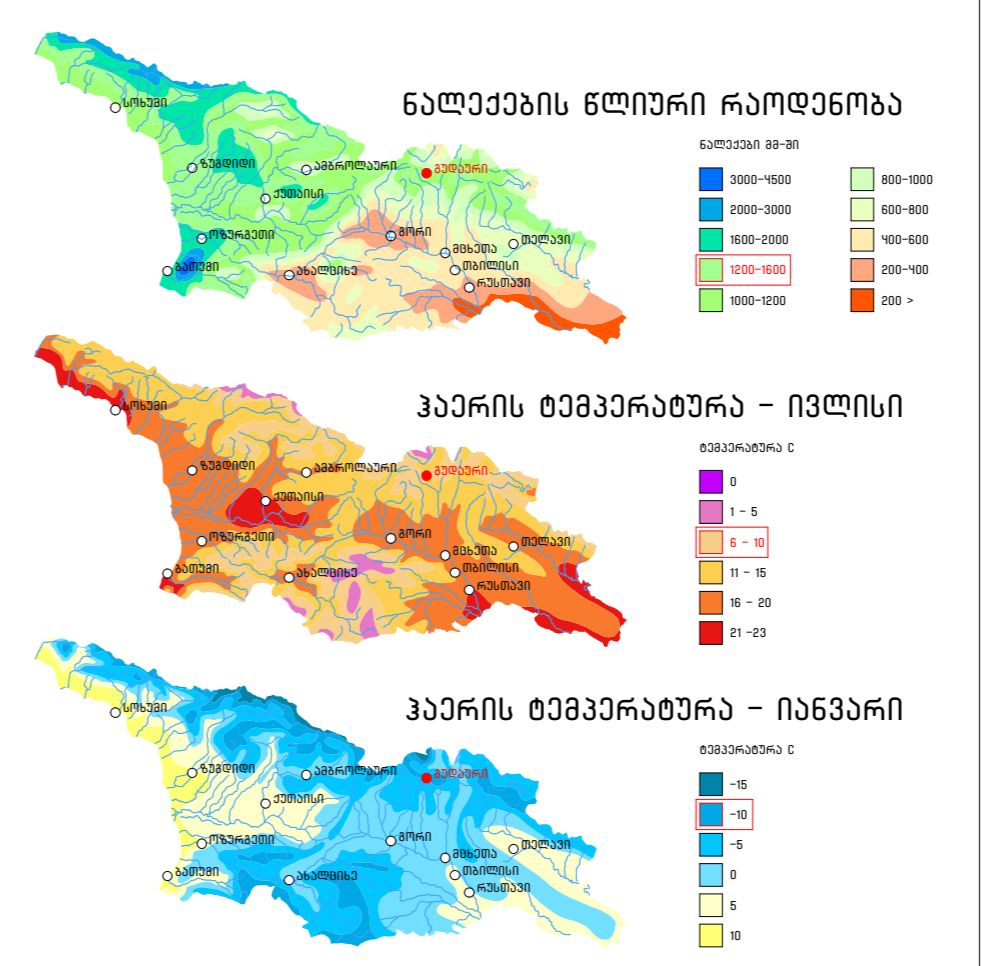 ნალექების წლიური რაოდენობა
ნალექები მმ-ში
3000-4500
2000-3000
1600-2000
1200-1600
1000-1200
800-1000
600-800
400-600
200-400
200 >
სოხუმი
ზუგდიდი
ამბროლაური
გუდაური
ქუთაისი
ოზურგეთი
გორი
მცხეთა
თელავი
ბათუმი
ახალციხე
თბილისი
რუსთავი
ჰაერის ტემპერატურა - ივლისი
ტემპერატურა C
0
1 - 5
6 - 10
11 - 15
16 - 20
21 -23
სოხუმი
ზუგდიდი
ამბროლაური
გუდაური
ქუთაისი
ოზურგეთი
გორი
მცხეთა
თელავი
ბათუმი
ახალციხე
თბილისი
რუსთავი
ჰაერის ტემპერატურა - იანვარი
ტემპერატურა C
-15
-10
-5
0
5
10
სოხუმი
ზუგდიდი
ამბროლაური
გუდაური
ქუთაისი
ოზურგეთი
გორი
მცხეთა
თელავი
ბათუმი
ახალციხე
თბილისი
რუსთავი